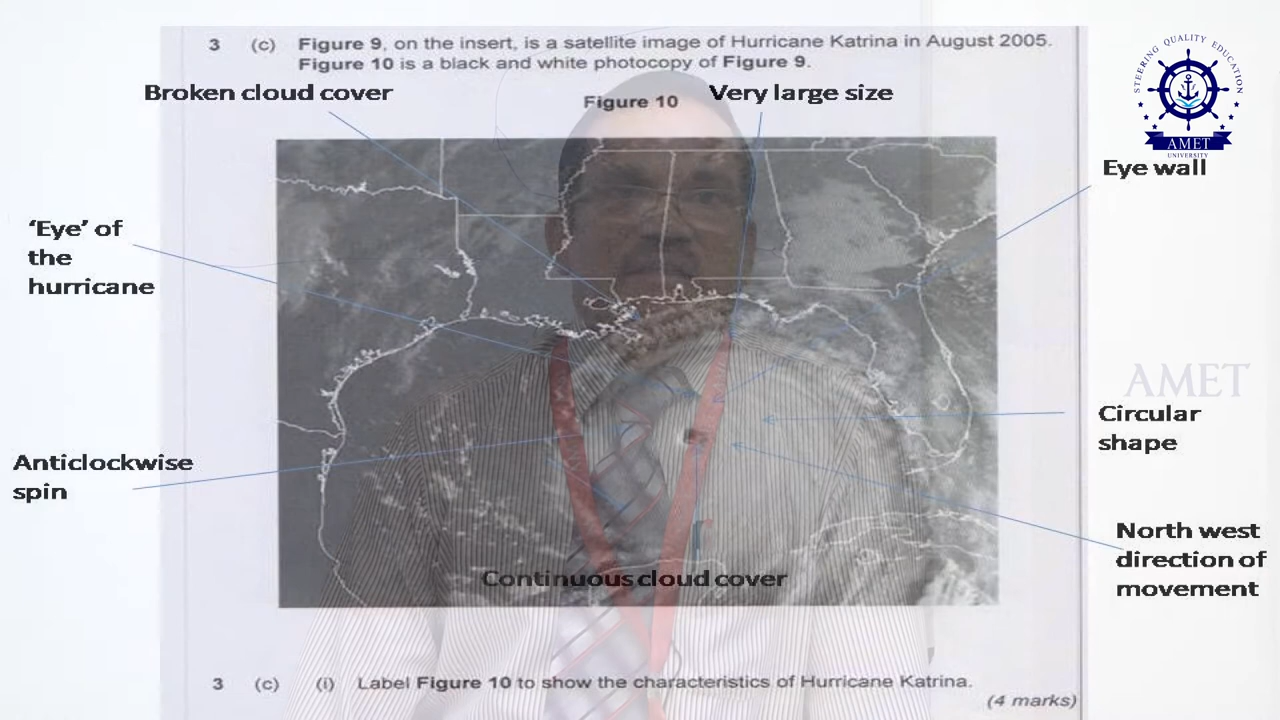 3 (c) Figure 9, on the insert, is a satellite image of Hurricane Katrina in August 2005.
Figure 10 is a black and white photocopy of Figure 9.
STEERING QUALITY EDUCATION
AMET
UNIVERSITY
Broken cloud cover
Figure 10
Very large size
Eye wall
‘Eye’ of
the
hurricane
AMET
Circular
shape
Anticlockwise
spin
North west
direction of
movement
Continuous cloud cover
3 (c) (i) Label Figure 10 to show the characteristics of Hurricane Katrina.
(4 marks)